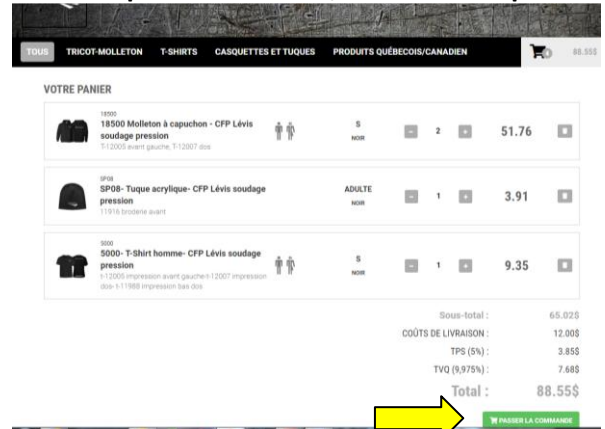 TOUS TRICOT-MOLLETON T-SHIRTS CASQUETTES ET TUQUES PRODUITS QUÉBECOIS/CANADIEN 88.55$
VOTRE PANIER
18500
18500 Molleton à capuchon - CFP Lévis
soudage pression
T-12005 avant gauche, T-12007 dos
S
NOIR
- 2 +
51.76
SP08
SP08- Tuque acrylique- CFP Lévis soudage
pression
11916 broderie avant
ADULTE
NOIR
- 1 +
3.91
5000
5000- T-Shirt homme- CFP Lévis soudage
pression
t-12005 impression avant gauche-t-12007 impression
dos- t-11988 impression bas dos
S
NOIR
- 1 +
9.35
Sous-total : 65.02$
COÛTS DE LIVRAISON : 12.00$
TPS (5%) : 3.85$
TVQ (9,975%) : 7.68$
Total : 88.55$
PASSER LA COMMANDE